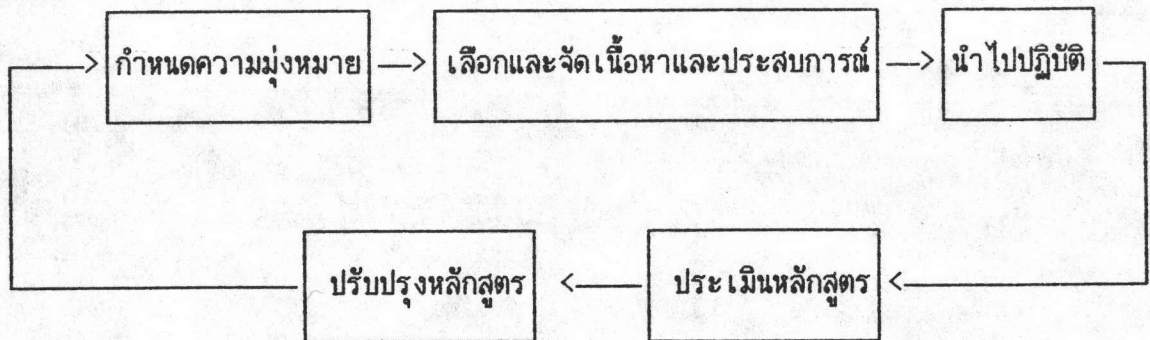 กำหนดความมุ่งหมาย
เลือกและจัดเนื้อหาและประสบการณ์
นำไปปฏิบัติ
ประเมินหลักสูตร
ปรับปรุงหลักสูตร